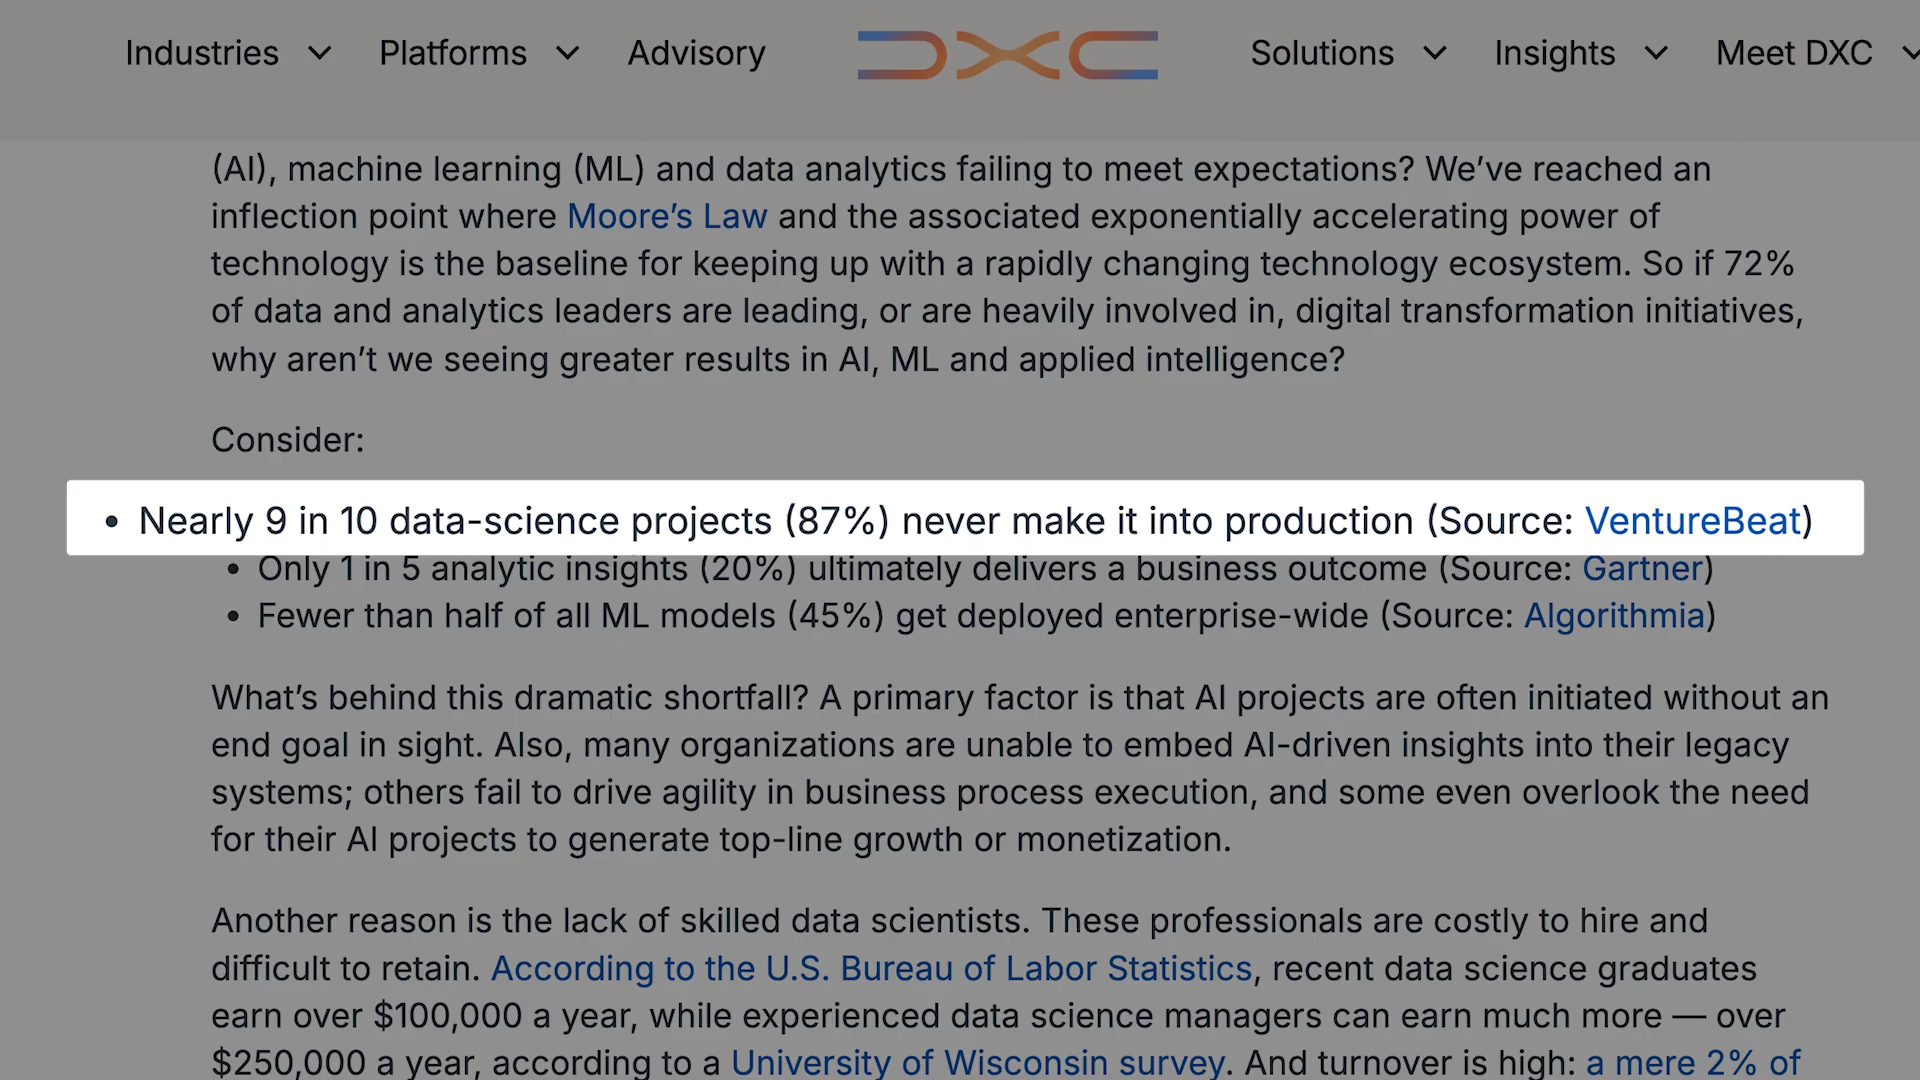 Industries Platforms Advisory DXC Solutions Insights Meet DXC
(AI), machine learning (ML) and data analytics failing to meet expectations? We’ve reached an
inflection point where Moore’s Law and the associated exponentially accelerating power of
technology is the baseline for keeping up with a rapidly changing technology ecosystem. So if 72%
of data and analytics leaders are leading, or are heavily involved in, digital transformation initiatives,
why aren’t we seeing greater results in AI, ML and applied intelligence?
Consider:
• Nearly 9 in 10 data-science projects (87%) never make it into production (Source: VentureBeat)
• Only 1 in 5 analytic insights (20%) ultimately delivers a business outcome (Source: Gartner)
• Fewer than half of all ML models (45%) get deployed enterprise-wide (Source: Algorithmia)
What’s behind this dramatic shortfall? A primary factor is that AI projects are often initiated without an
end goal in sight. Also, many organizations are unable to embed AI-driven insights into their legacy
systems; others fail to drive agility in business process execution, and some even overlook the need
for their AI projects to generate top-line growth or monetization.
Another reason is the lack of skilled data scientists. These professionals are costly to hire and
difficult to retain. According to the U.S. Bureau of Labor Statistics, recent data science graduates
earn over $100,000 a year, while experienced data science managers can earn much more — over
$250,000 a year, according to a University of Wisconsin survey. And turnover is high: a mere 2% of